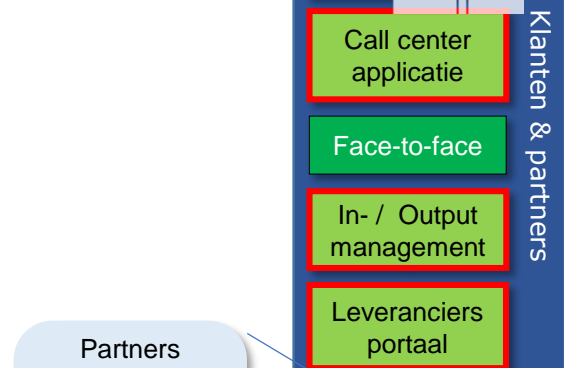 Call center
applicatie
Face-to-face
In- / Output
management
Leveranciers
portaal
Klanten & partners
Partners